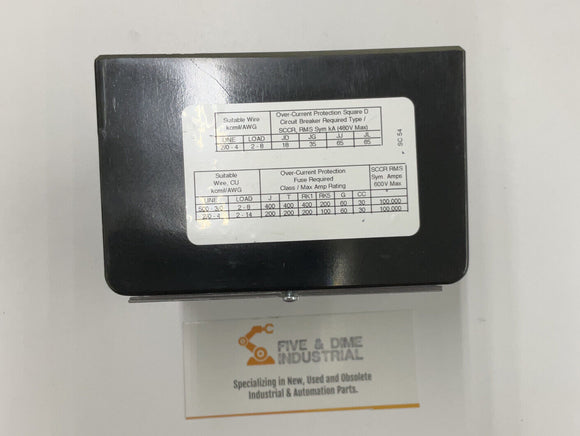 Suitable Wire
kcmil/AWG
Over-Current Protection Square D
Circuit Breaker Required Type /
SCCR, RMS Sym kA (480V Max)
LINE LOAD JD JG JJ JL
2/0 - 4 2 - 8 18 35 65 65
SC 54
Suitable
Wire, CU
kcmil/AWG
Over-Current Protection
Fuse Required
Class / Max Amp Rating
SCCR RMS
Sym. Amps
600V Max.
LINE LOAD J T RK1 RK5 G CC
500 - 3/0 2 - 8 400 400 400 200 60 30 100,000
2/0 - 4 2 - 14 200 200 200 100 60 30 100,000
FIVE & DIME
INDUSTRIAL
Specializing in New, Used and Obsolete
Industrial & Automation Parts.